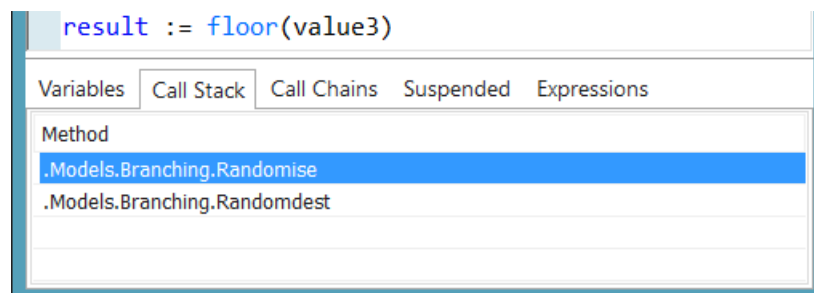 result := floor(value3)
Variables Call Stack Call Chains Suspended Expressions
Method
.Models.Branching.Randomise
.Models.Branching.Randomdest